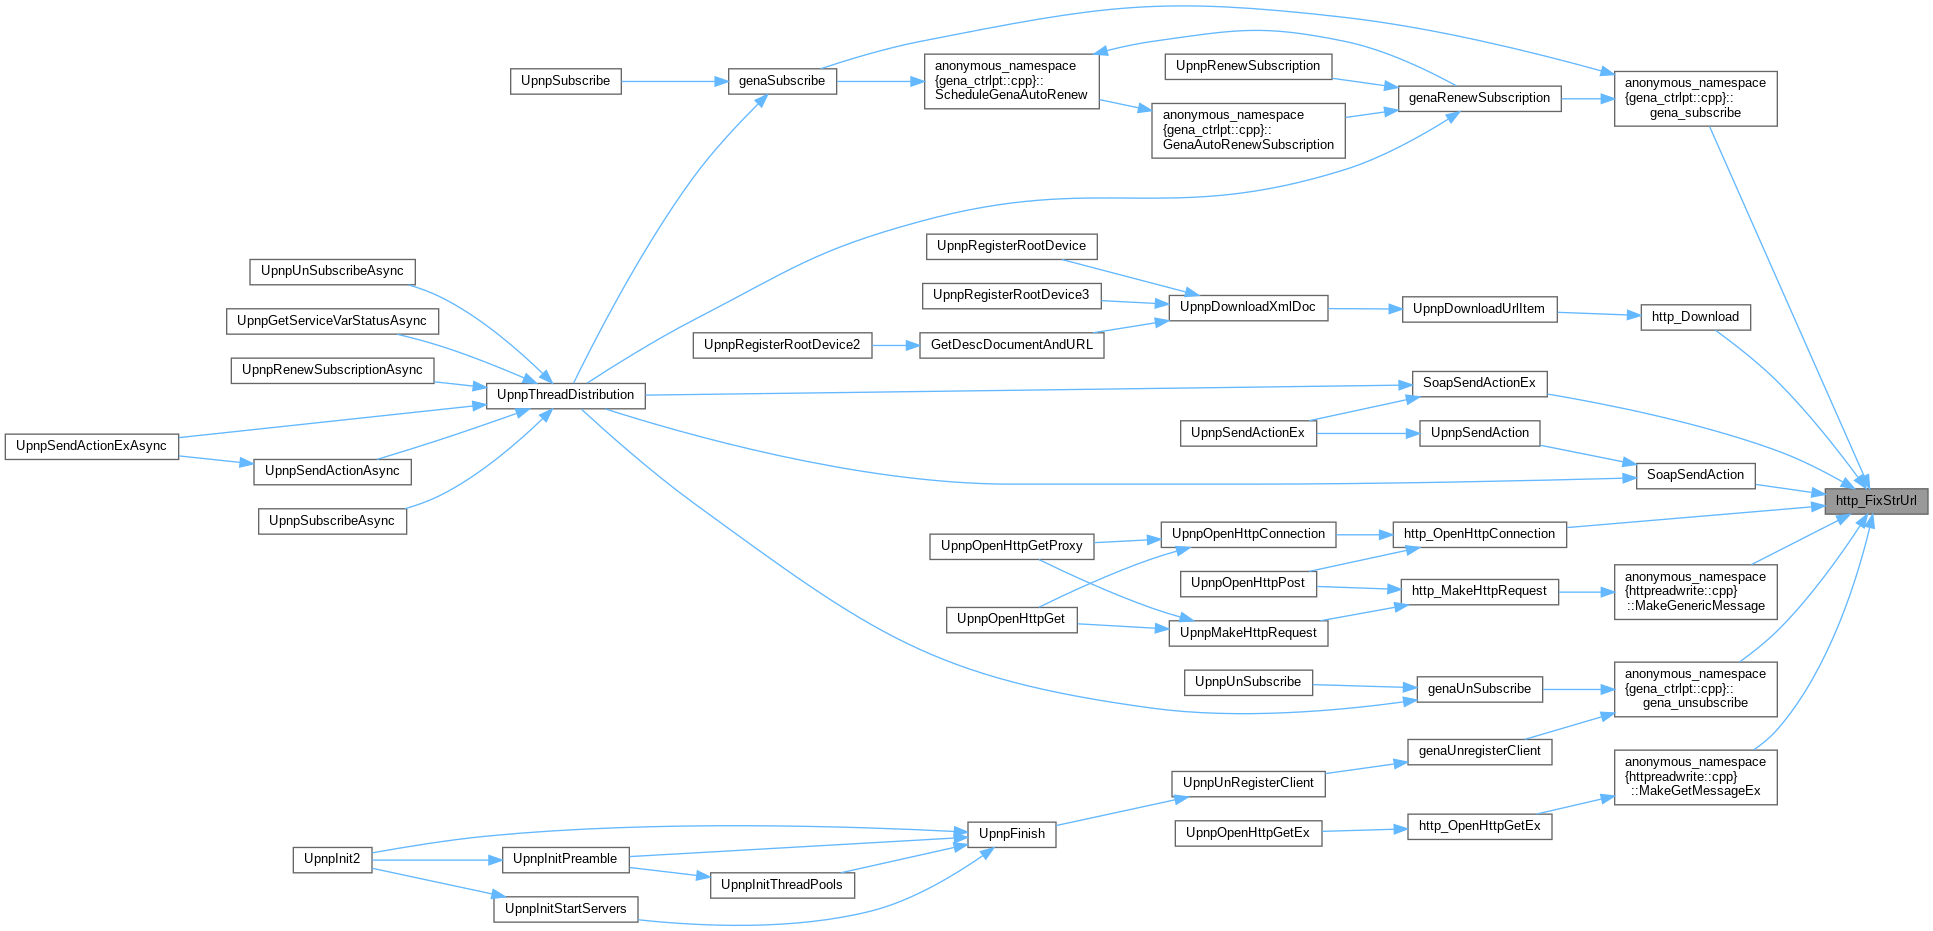 UpnpSubscribe
genaSubscribe
anonymous_namespace
{gena_ctrlpt::cpp}::
ScheduleGenaAutoRenew
UpnpRenewSubscription
anonymous_namespace
{gena_ctrlpt::cpp}::
GenaAutoRenewSubscription
genaRenewSubscription
anonymous_namespace
{gena_ctrlpt::cpp}::
gena_subscribe
UpnpRegisterRootDevice
UpnpRegisterRootDevice3
UpnpRegisterRootDevice2
GetDescDocumentAndURL
UpnpDownloadXmlDoc
UpnpDownloadUrlItem
http_Download
UpnpUnSubscribeAsync
UpnpGetServiceVarStatusAsync
UpnpRenewSubscriptionAsync
UpnpSendActionExAsync
UpnpSendActionAsync
UpnpSubscribeAsync
UpnpThreadDistribution
SoapSendActionEx
UpnpSendActionEx
UpnpSendAction
SoapSendAction
http_FixStrUrl
UpnpOpenHttpGetProxy
UpnpOpenHttpConnection
http_OpenHttpConnection
UpnpOpenHttpPost
http_MakeHttpRequest
anonymous_namespace
{httpreadwrite::cpp}
::MakeGenericMessage
UpnpOpenHttpGet
UpnpMakeHttpRequest
UpnpUnSubscribe
genaUnSubscribe
anonymous_namespace
{gena_ctrlpt::cpp}::
gena_unsubscribe
genaUnregisterClient
UpnpUnRegisterClient
anonymous_namespace
{httpreadwrite::cpp}
::MakeGetMessageEx
UpnpOpenHttpGetEx
http_OpenHttpGetEx
UpnpFinish
UpnpInit2
UpnpInitPreamble
UpnpInitThreadPools
UpnpInitStartServers